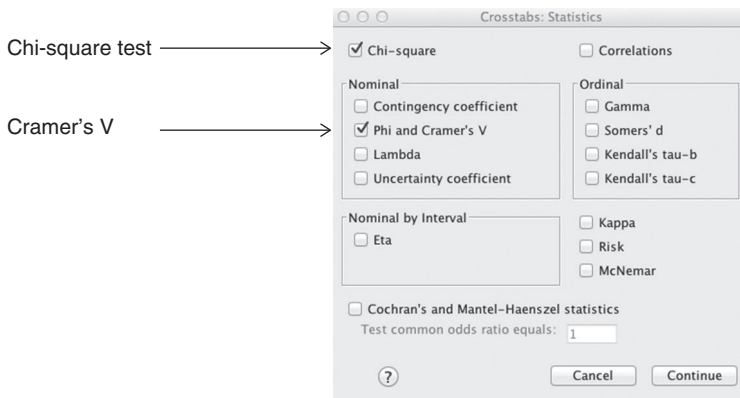 Crosstabs: Statistics
Chi-square test
Chi-square
Correlations
Nominal
Contingency coefficient
Phi and Cramer's V
Lambda
Uncertainty coefficient
Cramer's V
Ordinal
Gamma
Somers' d
Kendall's tau-b
Kendall's tau-c
Nominal by Interval
Eta
Kappa
Risk
McNemar
Cochran's and Mantel-Haenszel statistics
Test common odds ratio equals: 1
? Cancel Continue